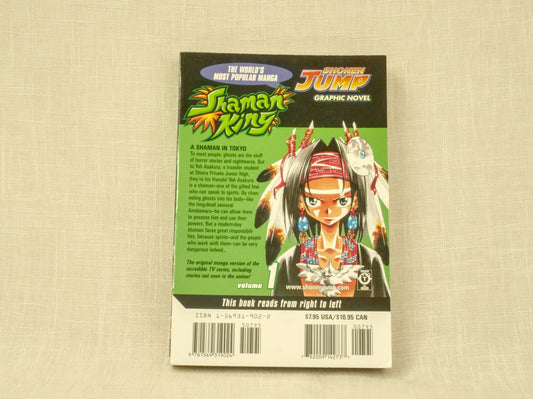 THE WORLD'S
MOST POPULAR MANGA
SHONEN
JUMP
GRAPHIC NOVEL
Shaman
King
A SHAMAN IN TOKYO
To most people, ghosts are the stuff
of horror stories and nightmares. But
to Yoh Asakura, a transfer student
at Shinra Private Junior High,
they're his friends! Yoh Asakura
is a shaman—one of the gifted few
who can speak to spirits. By chan-
neling ghosts into his body—like
the long-dead samurai
Amidamaru—he can allow them
to possess him and use their
powers. But a modern-day
shaman faces great responsibili-
ties, because spirits—and the people
who work with them—can be very
dangerous indeed...
The original manga version of the
incredible TV series, including
stories not seen in the anime!
volume 1
www.shonenjump.com
This book reads from right to left
ISBN 1-56931-902-2
$7.95 USA/$10.95 CAN
30795
00795
9 781569 319024